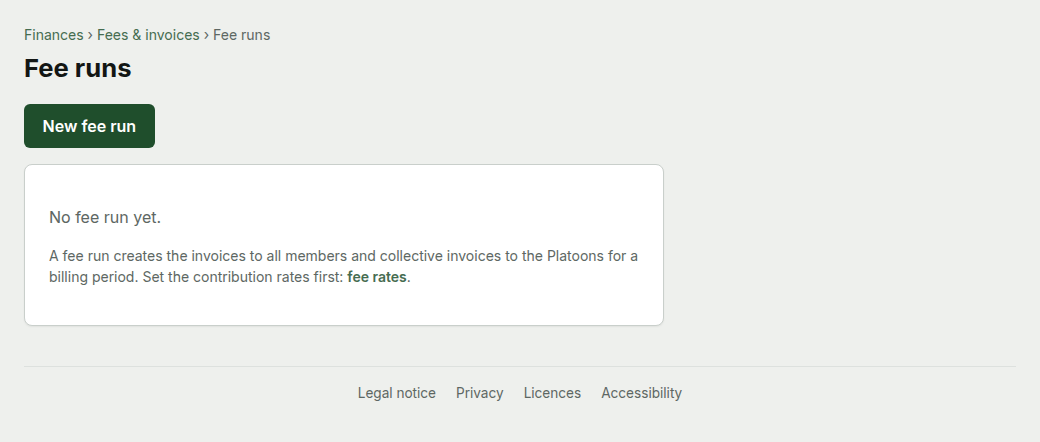 Finances › Fees & invoices › Fee runs
Fee runs
New fee run
No fee run yet.
A fee run creates the invoices to all members and collective invoices to the Platoons for a
billing period. Set the contribution rates first: fee rates.
Legal notice Privacy Licences Accessibility